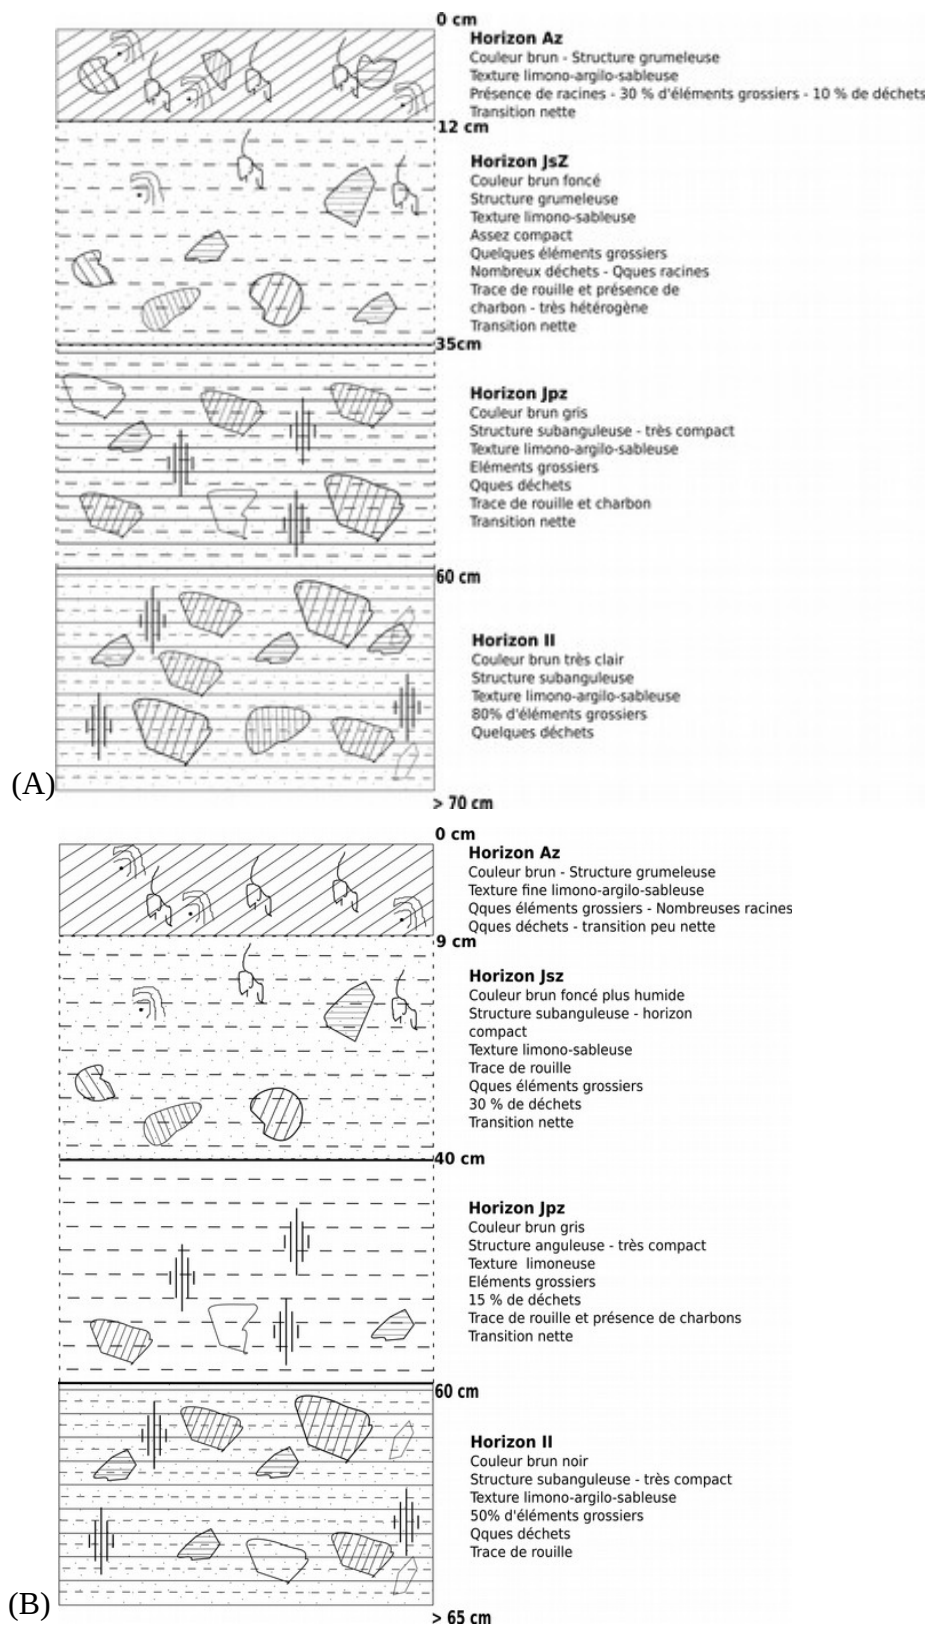 0 cm
Horizon Az
Couleur brun - Structure grumeleuse
Texture limono-argilo-sableuse
Présence de racines - 30 % d'éléments grossiers - 10 % de déchets
Transition nette
12 cm
Horizon JsZ
Couleur brun foncé
Structure grumeleuse
Texture limono-sableuse
Assez compact
Quelques éléments grossiers
Nombreux déchets - Qques racines
Trace de rouille et présence de
charbon - très hétérogène
Transition nette
35cm
Horizon Jpz
Couleur brun gris
Structure subanguleuse - très compact
Texture limono-argilo-sableuse
Eléments grossiers
Qques déchets
Trace de rouille et charbon
Transition nette
60 cm
Horizon II
Couleur brun très clair
Structure subanguleuse
Texture limono-argilo-sableuse
80% d'éléments grossiers
Quelques déchets
(A)
> 70 cm
0 cm
Horizon Az
Couleur brun - Structure grumeleuse
Texture fine limono-argilo-sableuse
Qques éléments grossiers - Nombreuses racines
Qques déchets - transition peu nette
9 cm
Horizon Jsz
Couleur brun foncé plus humide
Structure subanguleuse - horizon
compact
Texture limono-sableuse
Trace de rouille
Qques éléments grossiers
30 % de déchets
Transition nette
40 cm
Horizon Jpz
Couleur brun gris
Structure anguleuse - très compact
Texture limoneuse
Eléments grossiers
15 % de déchets
Trace de rouille et présence de charbons
Transition nette
60 cm
Horizon II
Couleur brun noir
Structure subanguleuse - très compact
Texture limono-argilo-sableuse
50% d'éléments grossiers
Qques déchets
Trace de rouille
(B)
> 65 cm